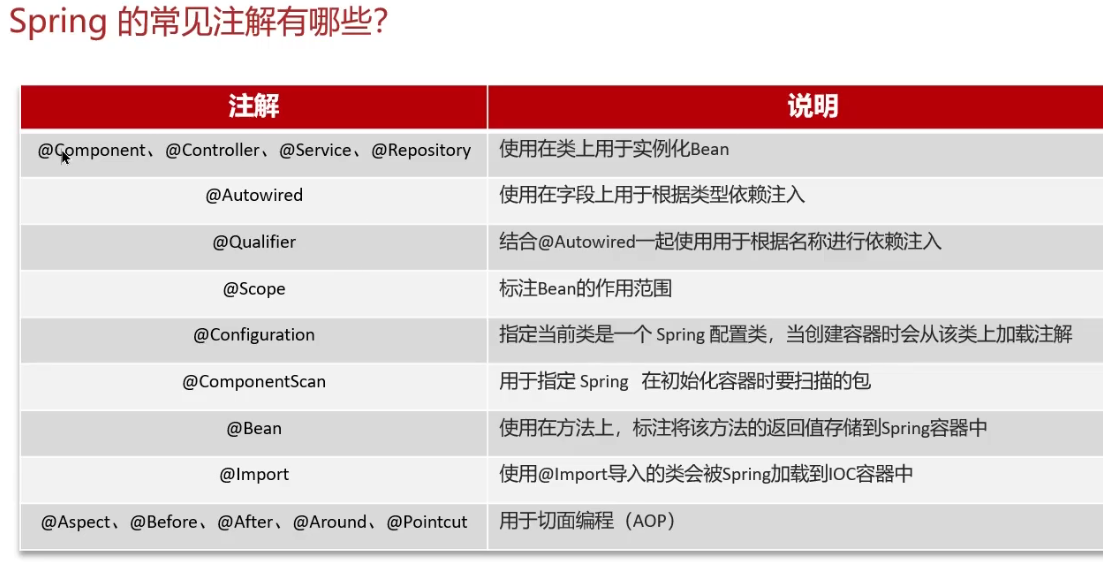 Spring 的常见注解有哪些?
注解 说明
@Component、@Controller、@Service、@Repository 使用在类上用于实例化Bean
@Autowired 使用在字段上用于根据类型依赖注入
@Qualifier 结合@Autowired一起使用用于根据名称进行依赖注入
@Scope 标注Bean的作用范围
@Configuration 指定当前类是一个 Spring 配置类，当创建容器时会从该类上加载注解
@ComponentScan 用于指定 Spring 在初始化容器时要扫描的包
@Bean 使用在方法上，标注将该方法的返回值存储到Spring容器中
@Import 使用@Import导入的类会被Spring加载到IOC容器中
@Aspect、@Before、@After、@Around、@Pointcut 用于切面编程（AOP）